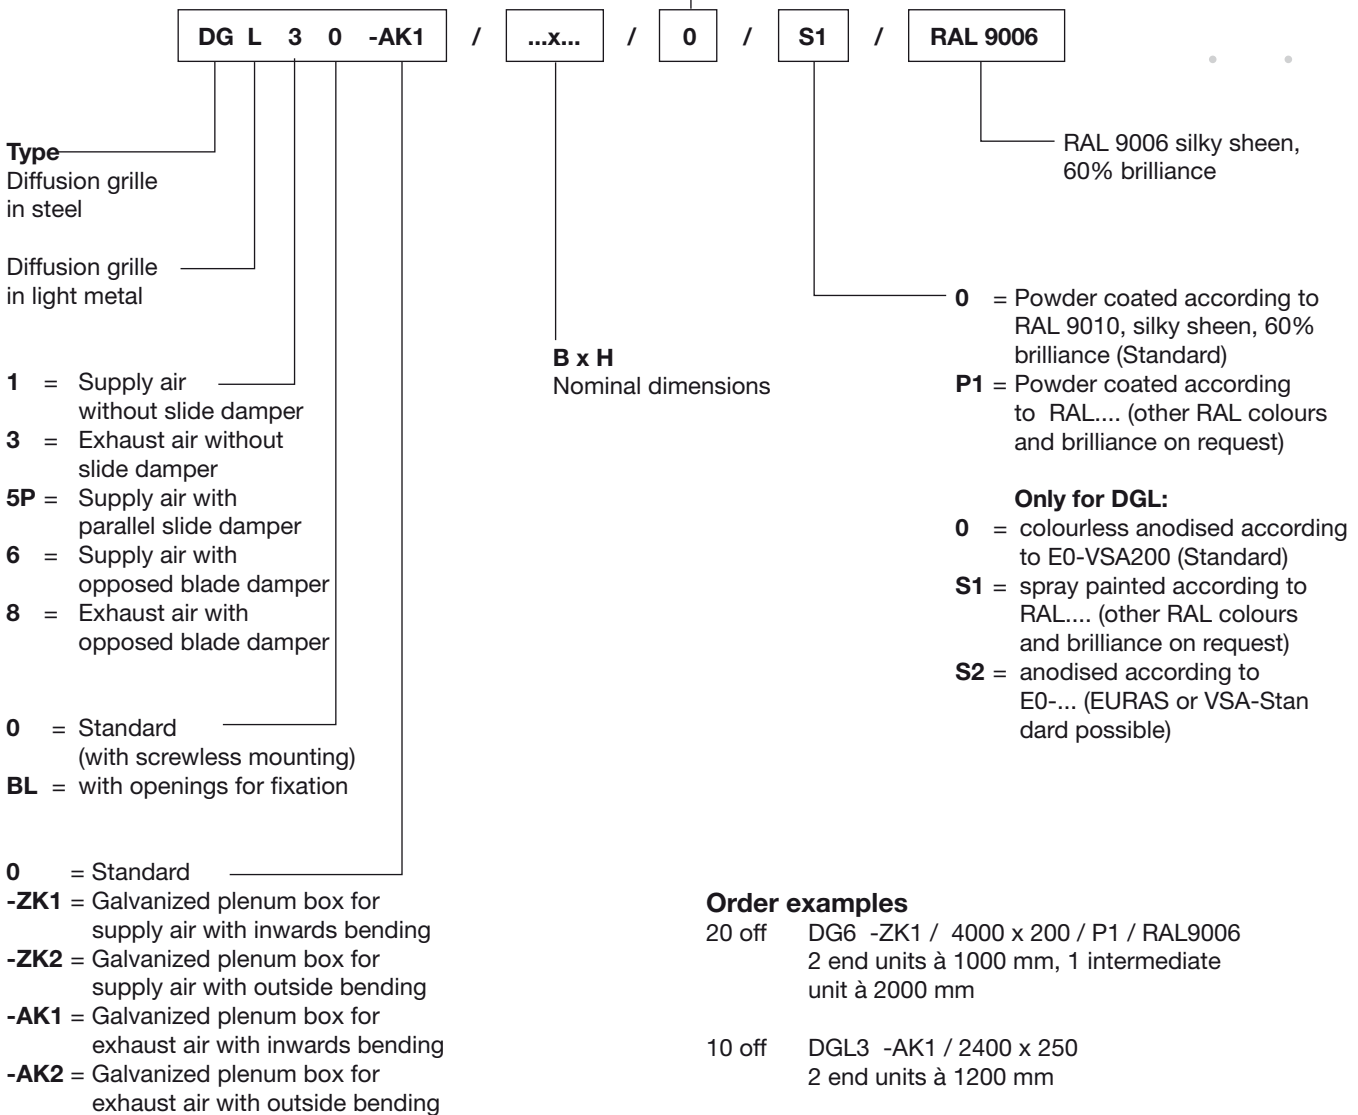 DG L 3 0 -AK1 / ...x... / 0 / S1 / RAL 9006
RAL 9006 silky sheen,
60% brilliance
Type
Diffusion grille
in steel
Diffusion grille
in light metal
1 = Supply air
without slide damper
3 = Exhaust air without
slide damper
5P = Supply air with
parallel slide damper
6 = Supply air with
opposed blade damper
8 = Exhaust air with
opposed blade damper
0 = Standard
(with screwless mounting)
BL = with openings for fixation
0 = Standard
-ZK1 = Galvanized plenum box for
supply air with inwards bending
-ZK2 = Galvanized plenum box for
supply air with outside bending
-AK1 = Galvanized plenum box for
exhaust air with inwards bending
-AK2 = Galvanized plenum box for
exhaust air with outside bending
B x H
Nominal dimensions
0 = Powder coated according to
RAL 9010, silky sheen, 60%
brilliance (Standard)
P1 = Powder coated according
to RAL.... (other RAL colours
and brilliance on request)
Only for DGL:
0 = colourless anodised according
to E0-VSA200 (Standard)
S1 = spray painted according to
RAL.... (other RAL colours
and brilliance on request)
S2 = anodised according to
E0-... (EURAS or VSA-Stan
dard possible)
Order examples
20 off DG6 -ZK1 / 4000 x 200 / P1 / RAL9006
2 end units à 1000 mm, 1 intermediate
unit à 2000 mm
10 off DGL3 -AK1 / 2400 x 250
2 end units à 1200 mm